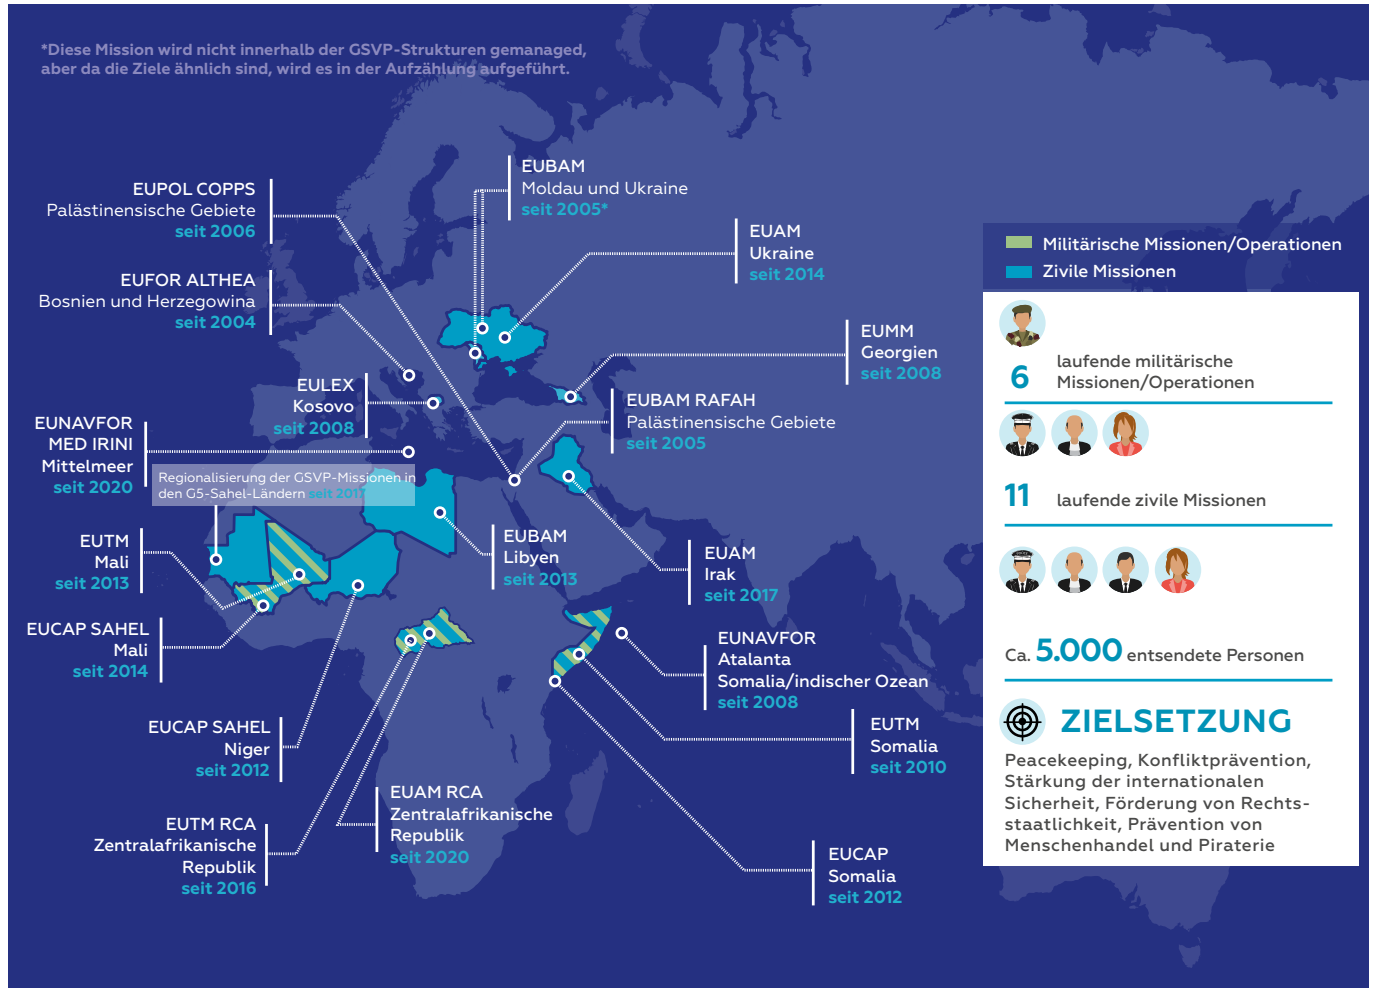 *Diese Mission wird nicht innerhalb der GSVP-Strukturen gemanaged,
aber da die Ziele ähnlich sind, wird es in der Aufzählung aufgeführt.
EUPOL COPPS
Palästinensische Gebiete
seit 2006
EUFOR ALTHEA
Bosnien und Herzegowina
seit 2004
EULEX
Kosovo
seit 2008
EUNAVFOR
MED IRINI
Mittelmeer
seit 2020
Regionalisierung der GSVP-Missionen in
den G5-Sahel-Ländern seit 2017
EUTM
Mali
seit 2013
EUCAP SAHEL
Mali
seit 2014
EUCAP SAHEL
Niger
seit 2012
EUTM RCA
Zentralafrikanische
Republik
seit 2016
EUAM RCA
Zentralafrikanische
Republik
seit 2020
EUBAM
Moldau und Ukraine
seit 2005*
EUAM
Ukraine
seit 2014
EUMM
Georgien
seit 2008
EUBAM RAFAH
Palästinensische Gebiete
seit 2005
EUBAM
Libyen
seit 2013
EUAM
Irak
seit 2017
EUNAVFOR
Atalanta
Somalia/indischer Ozean
seit 2008
EUTM
Somalia
seit 2010
EUCAP
Somalia
seit 2012
Militärische Missionen/Operationen
Zivile Missionen
6 laufende militärische
Missionen/Operationen
11 laufende zivile Missionen
Ca. 5.000 entsendete Personen
ZIELSETZUNG
Peacekeeping, Konfliktprävention,
Stärkung der internationalen
Sicherheit, Förderung von Rechts-
staatlichkeit, Prävention von
Menschenhandel und Piraterie